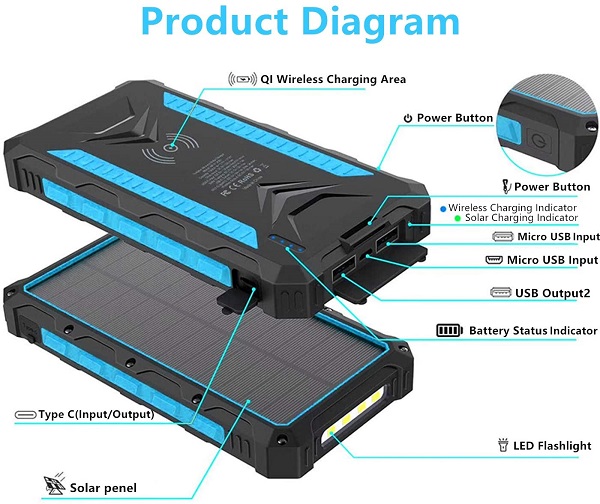 Product Diagram
QI Wireless Charging Area
Power Button
Power Button
Wireless Charging Indicator
Solar Charging Indicator
Micro USB Input
Micro USB Input
USB Output2
Battery Status Indicator
Type C(Input/Output)
LED Flashlight
Solar penel